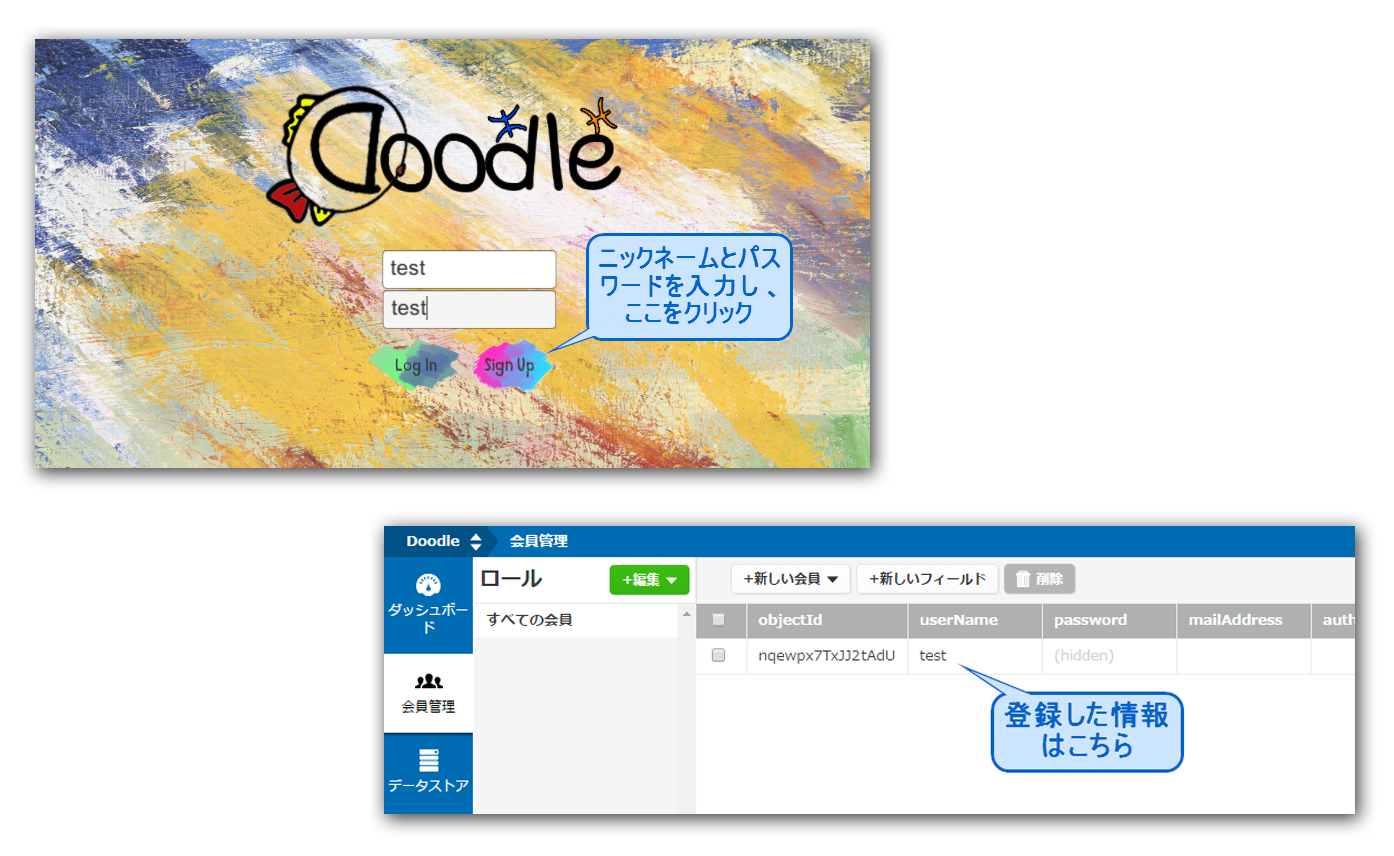 Doodle
test
ニックネームとパス
ワードを入力し、
ここをクリック
test
Log In
Sign Up
Doodle
会員管理
ダッシュボー
ド
ロール
+編集
+新しい会員
+新しいフィールド
削除
すべての会員
objectId
userName
password
mailAddress
auth
nqewpx7TxJJ2tAdU
test
(hidden)
会員管理
登録した情報
はこちら
データストア